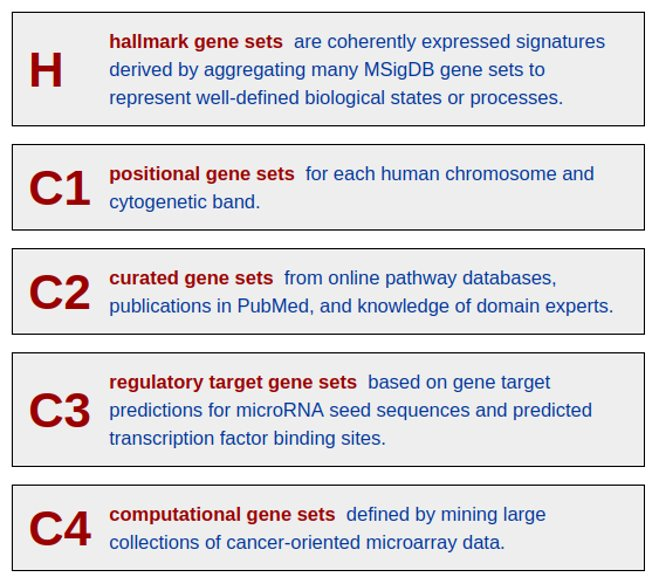 H
hallmark gene sets are coherently expressed signatures
derived by aggregating many MSigDB gene sets to
represent well-defined biological states or processes.
C1
positional gene sets for each human chromosome and
cytogenetic band.
C2
curated gene sets from online pathway databases,
publications in PubMed, and knowledge of domain experts.
C3
regulatory target gene sets based on gene target
predictions for microRNA seed sequences and predicted
transcription factor binding sites.
C4
computational gene sets defined by mining large
collections of cancer-oriented microarray data.